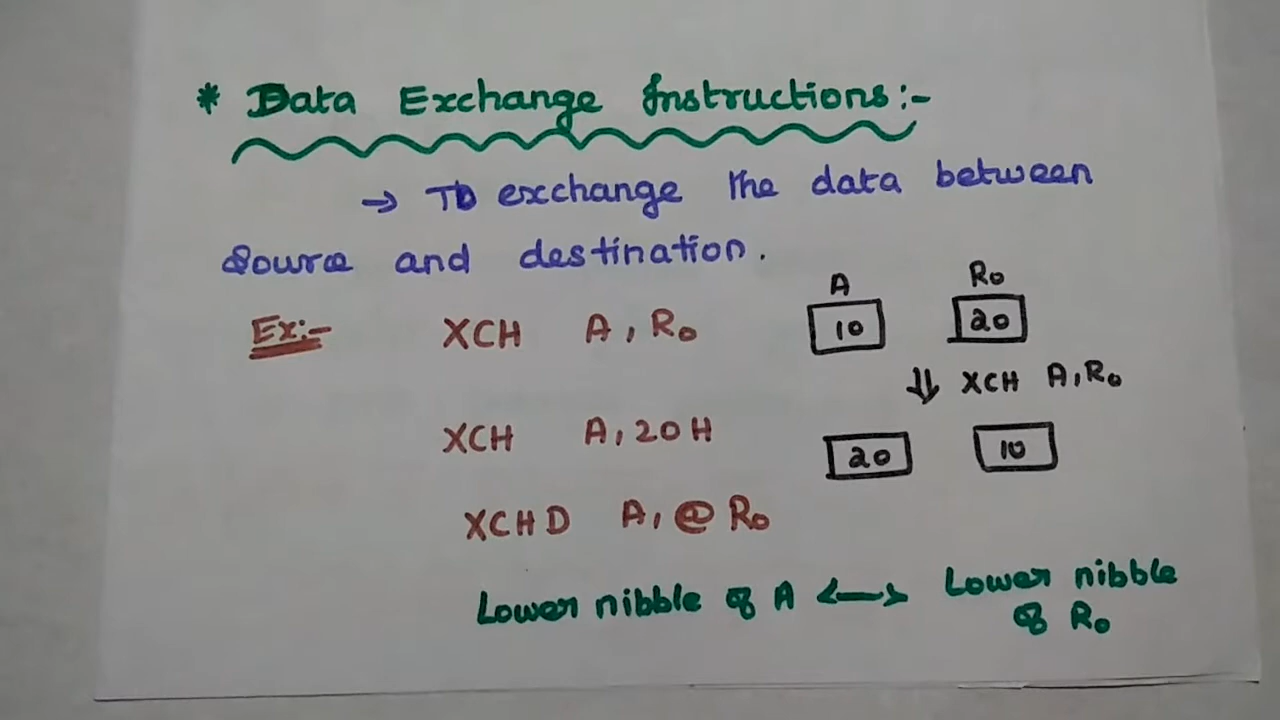 * Data Exchange Instructions:-
→ To exchange the data between
source and destination.
Ex:- XCH A, R0
A R0
10 20
⇓ XCH A, R0
XCH A, 20H
20 10
XCHD A, @ R0
Lower nibble of A ⟷ Lower nibble
of R0